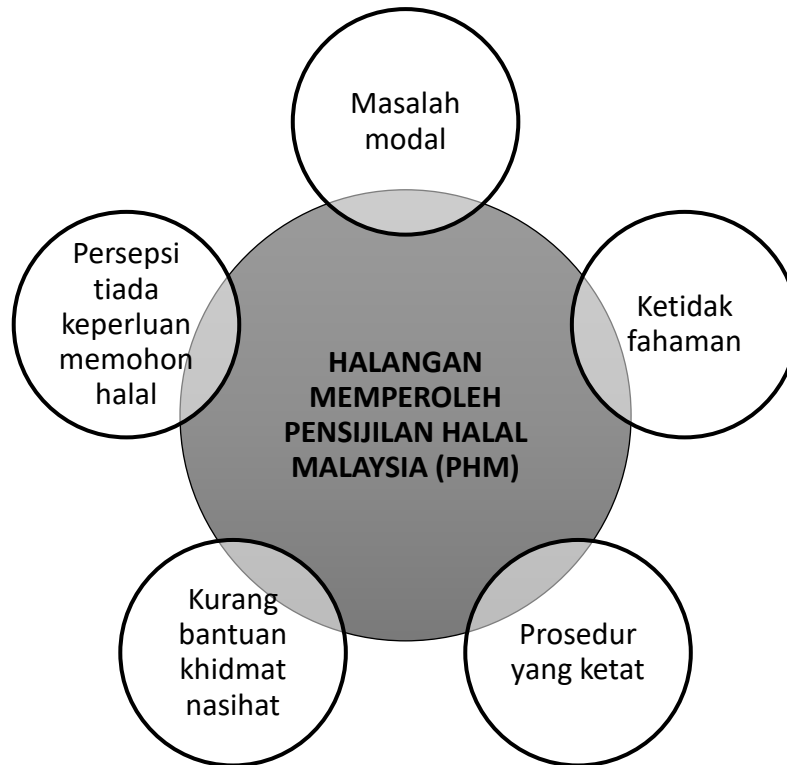 Masalah
modal
Persepsi
tiada
keperluan
memohon
halal
Ketidak
fahaman
HALANGAN
MEMPEROLEH
PENSIJILAN HALAL
MALAYSIA (PHM)
Kurang
bantuan
khidmat
nasihat
Prosedur
yang ketat